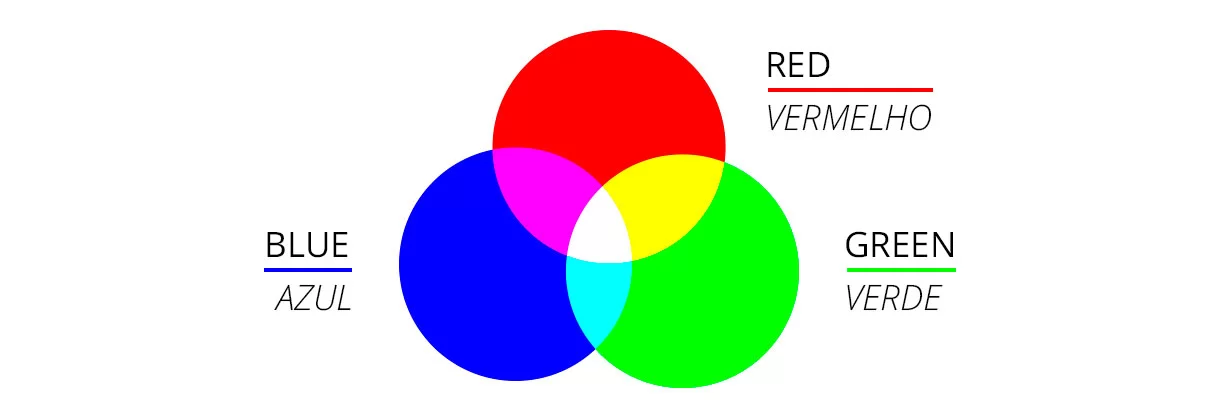 RED
VERMELHO
BLUE
AZUL
GREEN
VERDE